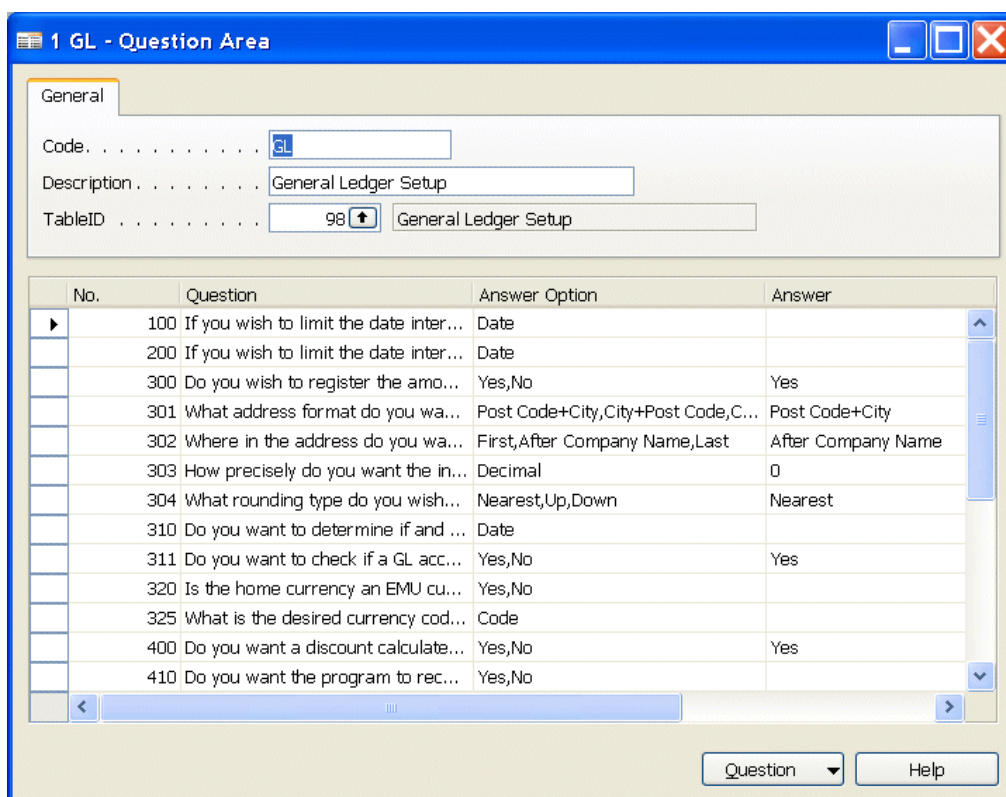 1 GL - Question Area
General
Code. . . . . . . . . . . . GL
Description . . . . . . . . General Ledger Setup
TableID . . . . . . . . . 98 General Ledger Setup
No. Question Answer Option Answer
100 If you wish to limit the date inter... Date
200 If you wish to limit the date inter... Date
300 Do you wish to register the amo... Yes,No Yes
301 What address format do you wa... Post Code+City,City+Post Code,C... Post Code+City
302 Where in the address do you wa... First,After Company Name,Last After Company Name
303 How precisely do you want the in... Decimal 0
304 What rounding type do you wish... Nearest,Up,Down Nearest
310 Do you want to determine if and ... Date
311 Do you want to check if a GL acc... Yes,No Yes
320 Is the home currency an EMU cu... Yes,No
325 What is the desired currency cod... Code
400 Do you want a discount calculate... Yes,No Yes
410 Do you want the program to rec... Yes,No
Question Help